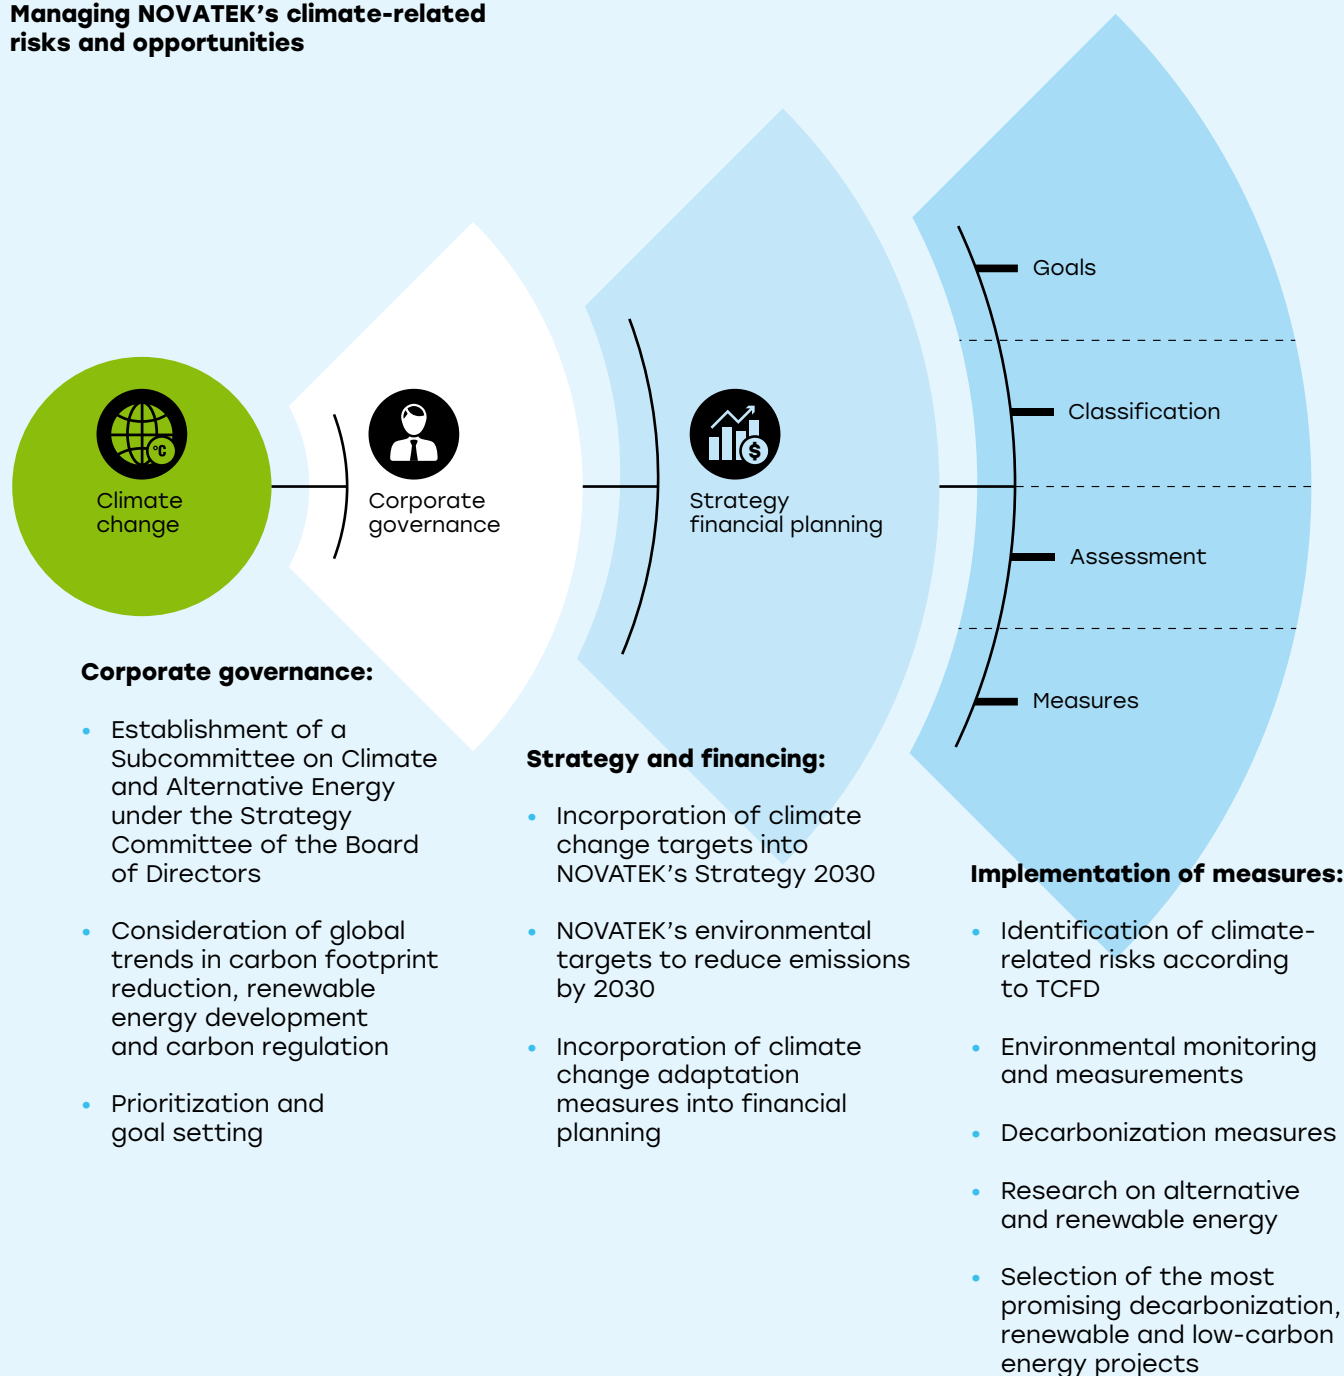 Managing NOVATEK’s climate-related
risks and opportunities
Climate
change
°C
Corporate
governance
$
Strategy
financial planning
Goals
Classification
Assessment
Measures
Corporate governance:
• Establishment of a
Subcommittee on Climate
and Alternative Energy
under the Strategy
Committee of the Board
of Directors
• Consideration of global
trends in carbon footprint
reduction, renewable
energy development
and carbon regulation
• Prioritization and
goal setting
Strategy and financing:
• Incorporation of climate
change targets into
NOVATEK’s Strategy 2030
• NOVATEK’s environmental
targets to reduce emissions
by 2030
• Incorporation of climate
change adaptation
measures into financial
planning
Implementation of measures:
• Identification of climate-
related risks according
to TCFD
• Environmental monitoring
and measurements
• Decarbonization measures
• Research on alternative
and renewable energy
• Selection of the most
promising decarbonization,
renewable and low-carbon
energy projects